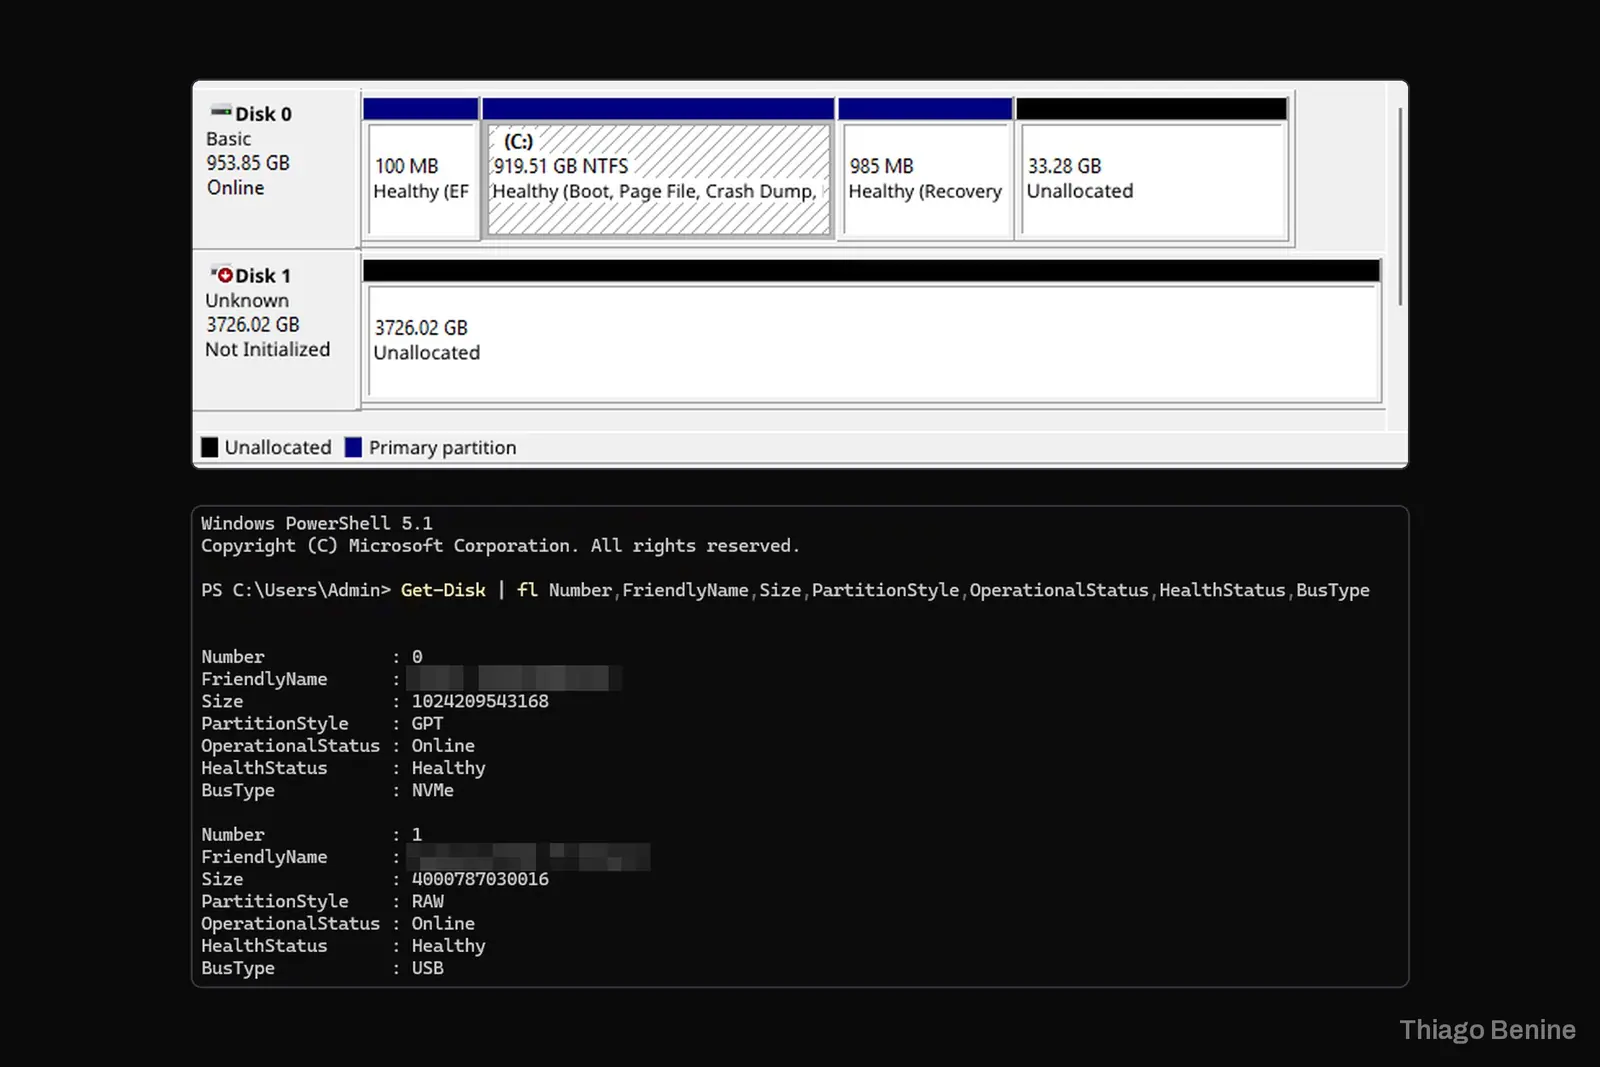 Disk 0
Basic
953.85 GB
Online
100 MB
Healthy (EF
(C:)
919.51 GB NTFS
Healthy (Boot, Page File, Crash Dump,
985 MB
Healthy (Recovery
33.28 GB
Unallocated
Disk 1
Unknown
3726.02 GB
Not Initialized
3726.02 GB
Unallocated
Unallocated Primary partition
Windows PowerShell 5.1
Copyright (C) Microsoft Corporation. All rights reserved.
PS C:\Users\Admin> Get-Disk | fl Number,FriendlyName,Size,PartitionStyle,OperationalStatus,HealthStatus,BusType
Number : 0
FriendlyName :
Size : 1024209543168
PartitionStyle : GPT
OperationalStatus : Online
HealthStatus : Healthy
BusType : NVMe
Number : 1
FriendlyName :
Size : 4000787030016
PartitionStyle : RAW
OperationalStatus : Online
HealthStatus : Healthy
BusType : USB
Thiago Benine